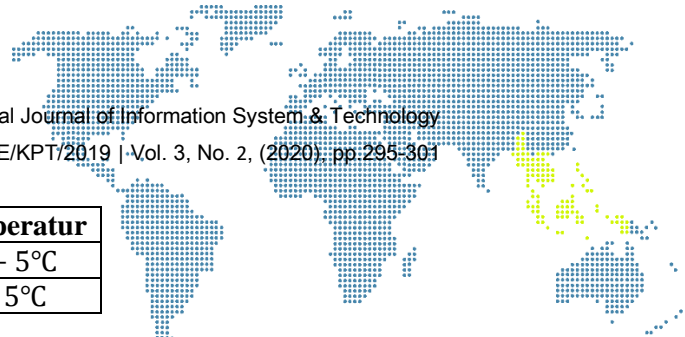 al Journal of Information System & Technology
E/KPT/2019 | Vol. 3, No. 2, (2020), pp.295-301
peratur
- 5°C
5°C